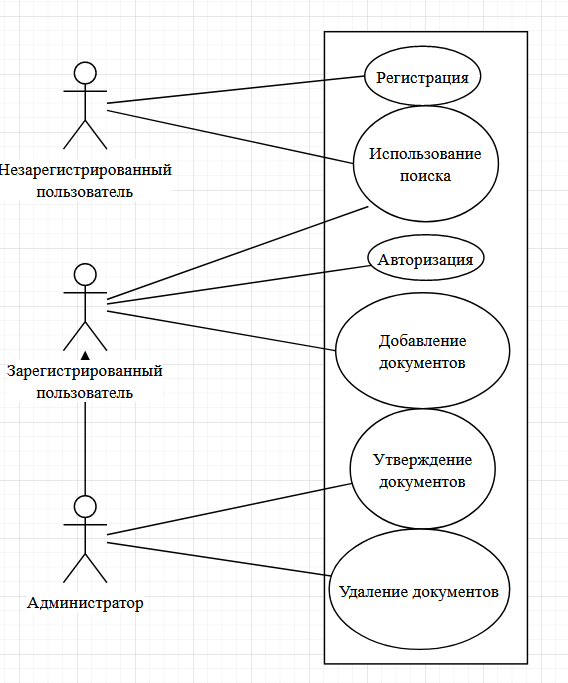 Регистрация
Использование
поиска
Незарегистрированный
пользователь
Авторизация
Добавление
документов
Зарегистрированный
пользователь
Утверждение
документов
Удаление документов
Администратор